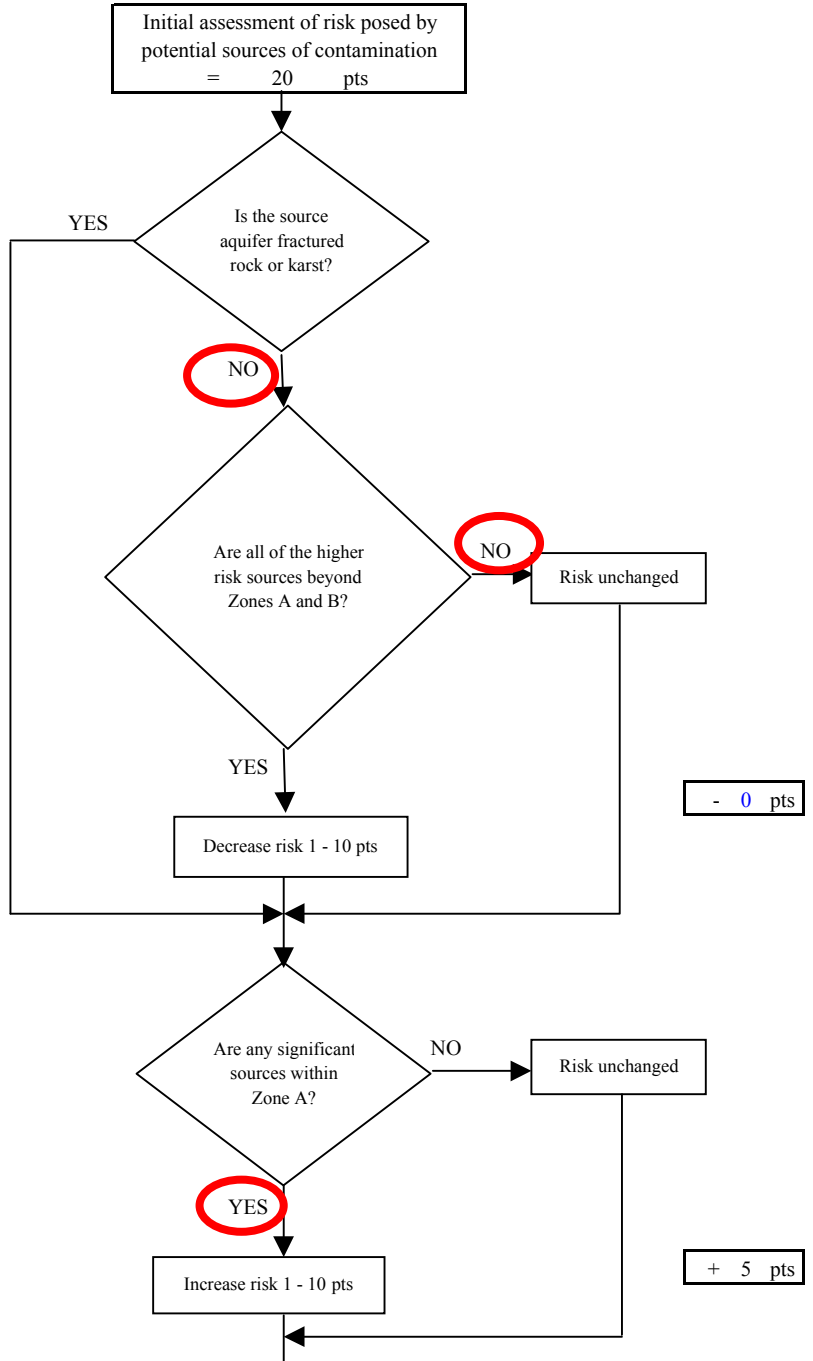 Initial assessment of risk posed by
potential sources of contamination
= 20 pts
YES
Is the source
aquifer fractured
rock or karst?
NO
Are all of the higher
risk sources beyond
Zones A and B?
NO
Risk unchanged
YES
- 0 pts
Decrease risk 1 - 10 pts
Are any significant
sources within
Zone A?
NO
Risk unchanged
YES
+ 5 pts
Increase risk 1 - 10 pts